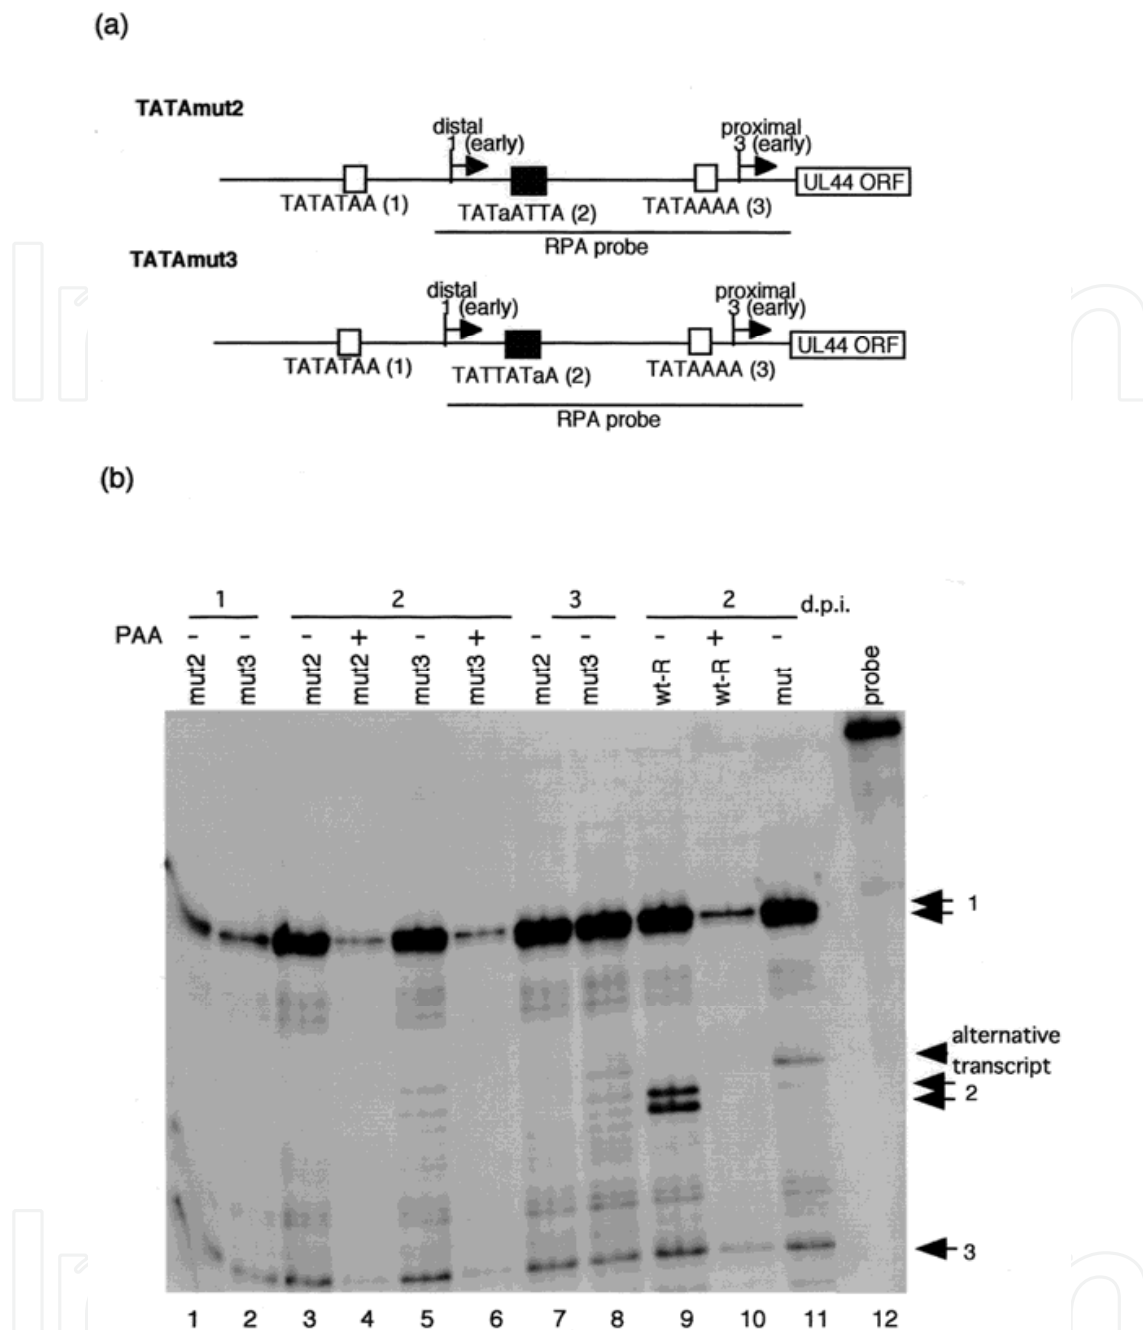 (a)
TATAmut2
distal
1 (early)
proximal
3 (early)
UL44 ORF
TATATAA (1)
TATaATTA (2)
TATAAAA (3)
RPA probe
TATAmut3
distal
1 (early)
proximal
3 (early)
UL44 ORF
TATATAA (1)
TATTATaA (2)
TATAAAA (3)
RPA probe
(b)
1 2 3 2 d.p.i.
PAA - - - + - + - - - + -
mut2 mut3 mut2 mut2 mut3 mut3 mut2 mut3 wt-R wt-R mut probe
1
alternative
transcript
2
3
1 2 3 4 5 6 7 8 9 10 11 12